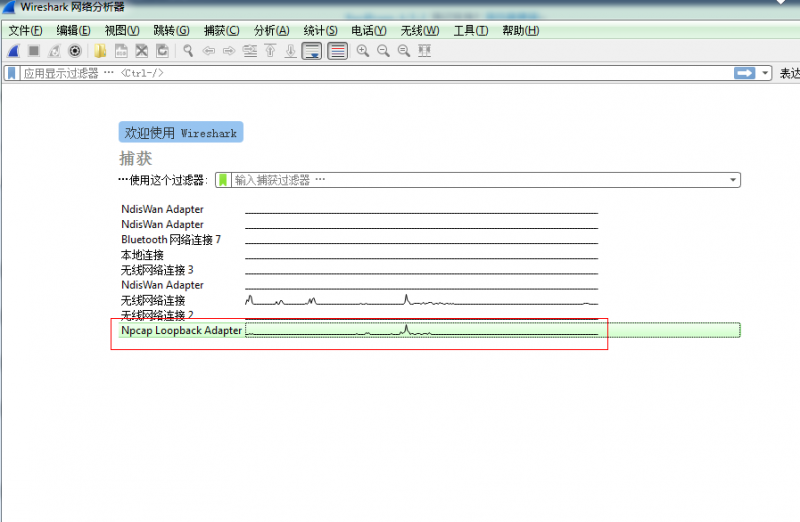 Wireshark 网络分析器
文件(F) 编辑(E) 视图(V) 跳转(G) 捕获(C) 分析(A) 统计(S) 电话(Y) 无线(W) 工具(T) 帮助(H)
应用显示过滤器 … <Ctrl-/> 表达
欢迎使用 Wireshark
捕获
…使用这个过滤器: 输入捕获过滤器 …
NdisWan Adapter
NdisWan Adapter
Bluetooth 网络连接 7
本地连接
无线网络连接 3
NdisWan Adapter
无线网络连接
无线网络连接 2
Npcap Loopback Adapter